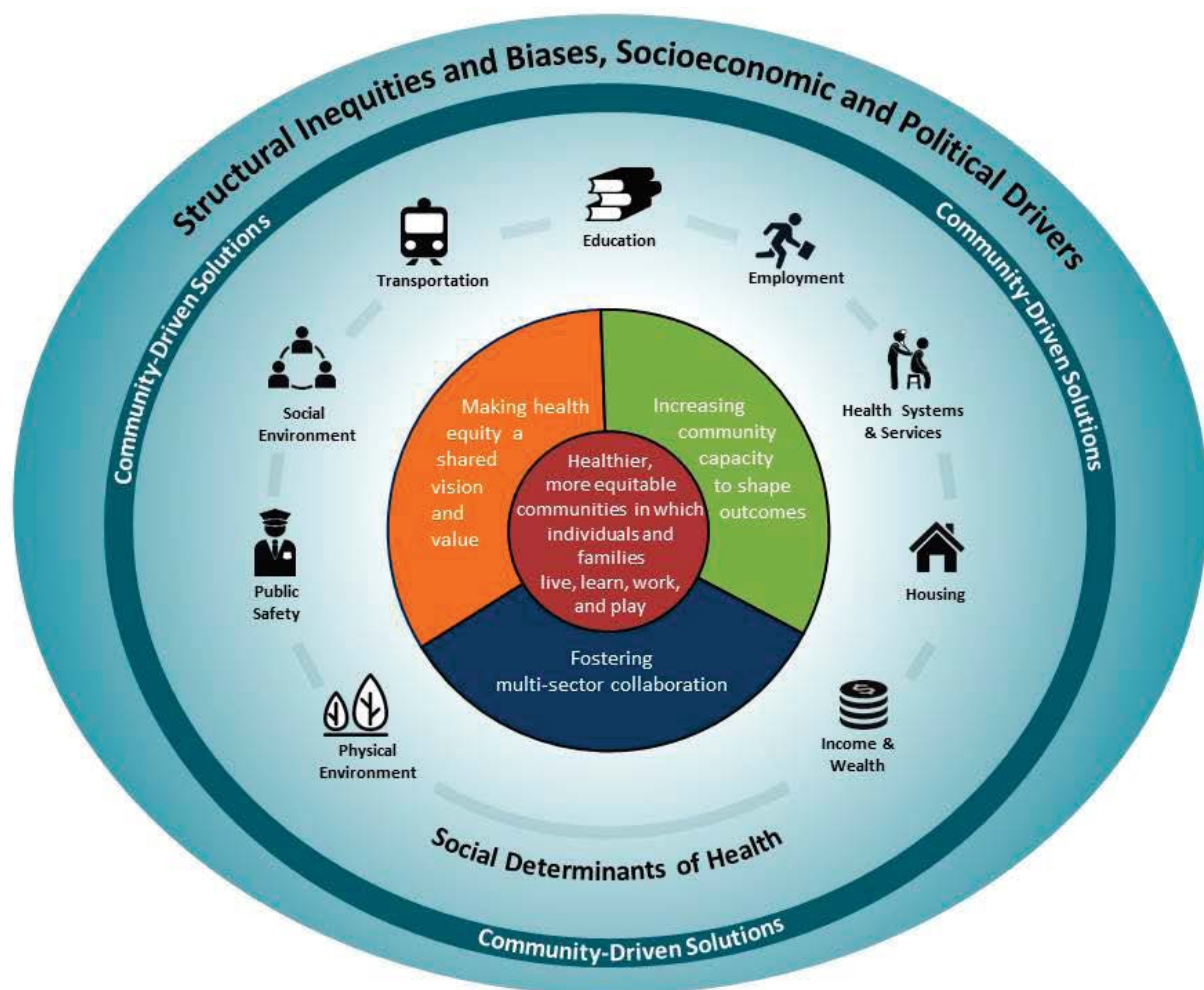 Structural Inequities and Biases, Socioeconomic and Political Drivers
Community-Driven Solutions
Community-Driven Solutions
Education
Transportation
Employment
Social
Environment
Health Systems
& Services
Public
Safety
Housing
Physical
Environment
Income &
Wealth
Making health
equity a
shared
vision
and
value
Increasing
community
capacity
to shape
outcomes
Healthier,
more equitable
communities in which
individuals and
families
live, learn, work,
and play
Fostering
multi-sector collaboration
Social Determinants of Health
Community-Driven Solutions